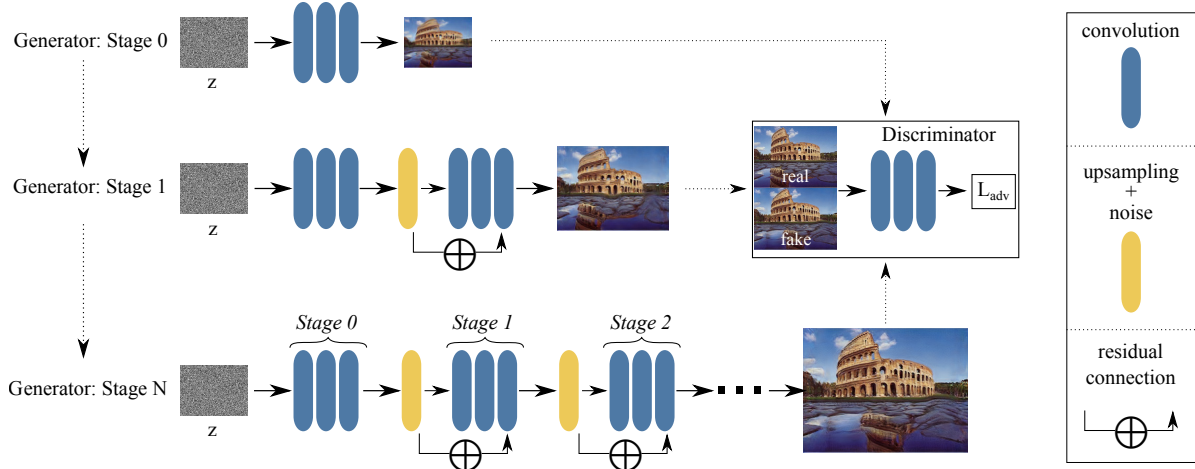 Generator: Stage 0
z
Generator: Stage 1
z
Discriminator
real
fake
L_adv
Stage 0
Stage 1
Stage 2
Generator: Stage N
z
convolution
upsampling
+
noise
residual
connection